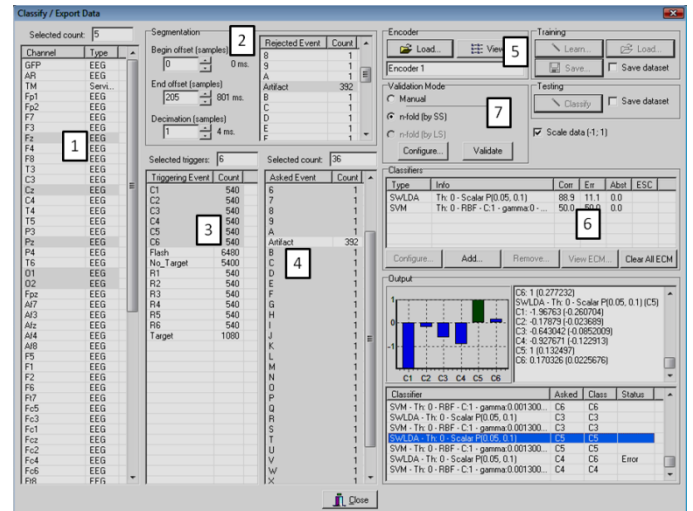 Classify / Export Data
Selected count: 5
Channel Type
GFP EEG
AR EEG
TM Servi...
Fp1 EEG
Fp2 EEG
F7 EEG
F3 EEG
Fz EEG
F4 EEG
F8 EEG
T3 EEG
C3 EEG
Cz EEG
C4 EEG
T4 EEG
T5 EEG
P3 EEG
Pz EEG
P4 EEG
T6 EEG
O1 EEG
O2 EEG
Fpz EEG
Af7 EEG
Af3 EEG
Afz EEG
Af4 EEG
Af8 EEG
F5 EEG
F1 EEG
F2 EEG
F6 EEG
Ft7 EEG
Fc5 EEG
Fc3 EEG
Fc1 EEG
Fcz EEG
Fc2 EEG
Fc4 EEG
Fc6 EEG
Ft8 EEG
1
Segmentation
Begin offset (samples)
0 0 ms.
End offset (samples)
205 801 ms.
Decimation (samples)
1 4 ms.
2
Rejected Event Count
8 1
9 1
A 1
Artifact 392
B 1
C 1
D 1
E 1
F 1
Selected triggers: 6
Triggering Event Count
C1 540
C2 540
C3 540
C4 540
C5 540
C6 540
Flash 6480
No_Target 5400
R1 540
R2 540
R3 540
R4 540
R5 540
R6 540
Target 1080
3
Selected count: 36
Asked Event Count
6 1
7 1
8 1
9 1
A 1
Artifact 392
B 1
C 1
D 1
E 1
F 1
G 1
H 1
I 1
J 1
K 1
L 1
M 1
N 1
O 1
P 1
Q 1
R 1
S 1
T 1
U 1
V 1
W 1
X 1
4
Encoder
Load... View
5
Encoder 1
Training
Learn... Load...
Save... Save dataset
Validation Mode
Manual
n-fold (by SS)
n-fold (by LS)
Configure... Validate
7
Testing
Classify Save dataset
Scale data (-1; 1)
Classifiers
Type Info Corr Err Abst ESC
SWLDA Th: 0 - Scalar P(0.05, 0.1) 88.9 11.1 0.0
SVM Th: 0 - RBF - C:1 - gamma:0 - ... 50.0 50.0 0.0
6
Configure... Add... Remove... View ECM... Clear All ECM
Output
1
0
-1
C1 C2 C3 C4 C5 C6
C6: 1 (0.277232)
SWLDA - Th: 0 - Scalar P(0.05, 0.1) (C5)
C1: -1.96763 (-0.260704)
C2: -0.17879 (-0.023689)
C3: -0.643042 (-0.0852009)
C4: -0.927671 (-0.122913)
C5: 1 (0.132497)
C6: 0.170326 (0.0225676)
Classifier Asked Class Status
SVM - Th: 0 - RBF - C:1 - gamma:0.001300... C6 C6
SWLDA - Th: 0 - Scalar P(0.05, 0.1) C3 C3
SVM - Th: 0 - RBF - C:1 - gamma:0.001300... C3 C3
SWLDA - Th: 0 - Scalar P(0.05, 0.1) C5 C5
SVM - Th: 0 - RBF - C:1 - gamma:0.001300... C5 C5
SWLDA - Th: 0 - Scalar P(0.05, 0.1) C4 C6 Error
SVM - Th: 0 - RBF - C:1 - gamma:0.001300... C4 C4
Close